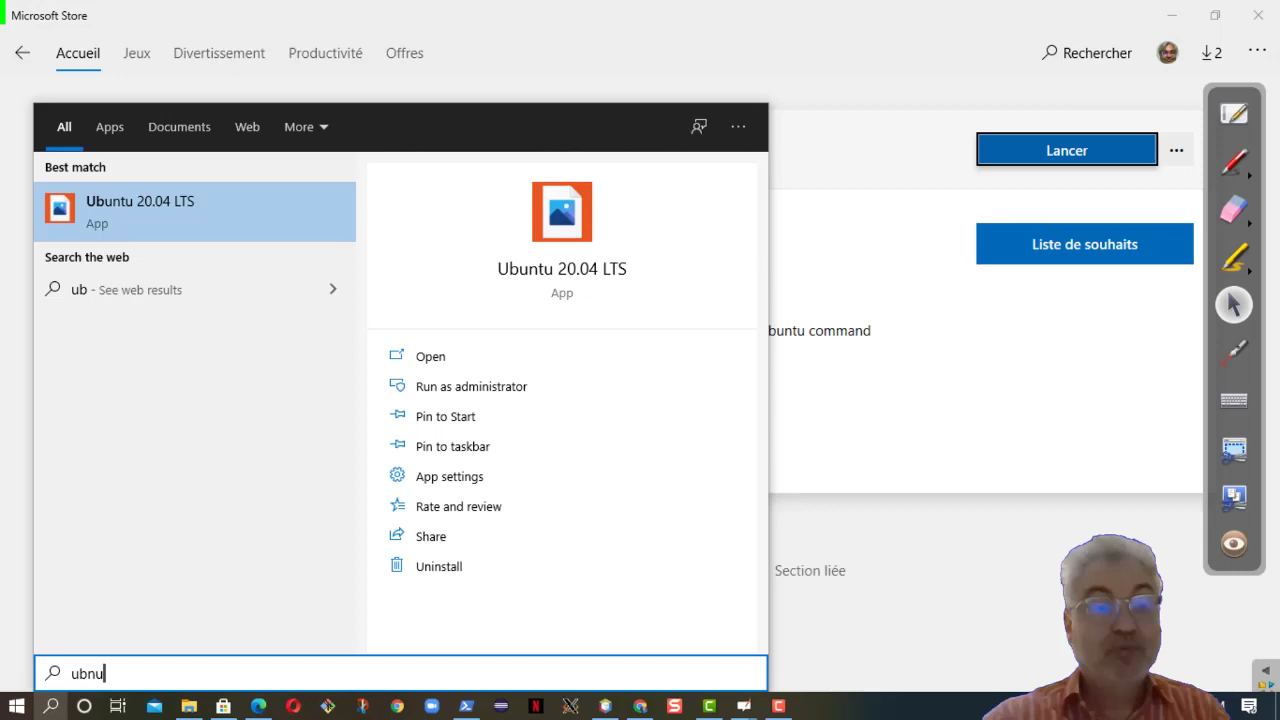 Microsoft Store
Accueil Jeux Divertissement Productivité Offres Rechercher 2
All Apps Documents Web More
Best match
Ubuntu 20.04 LTS
App
Search the web
ub - See web results
Ubuntu 20.04 LTS
App
Open
Run as administrator
Pin to Start
Pin to taskbar
App settings
Rate and review
Share
Uninstall
Lancer
Liste de souhaits
buntu command
Section liée
ubnu